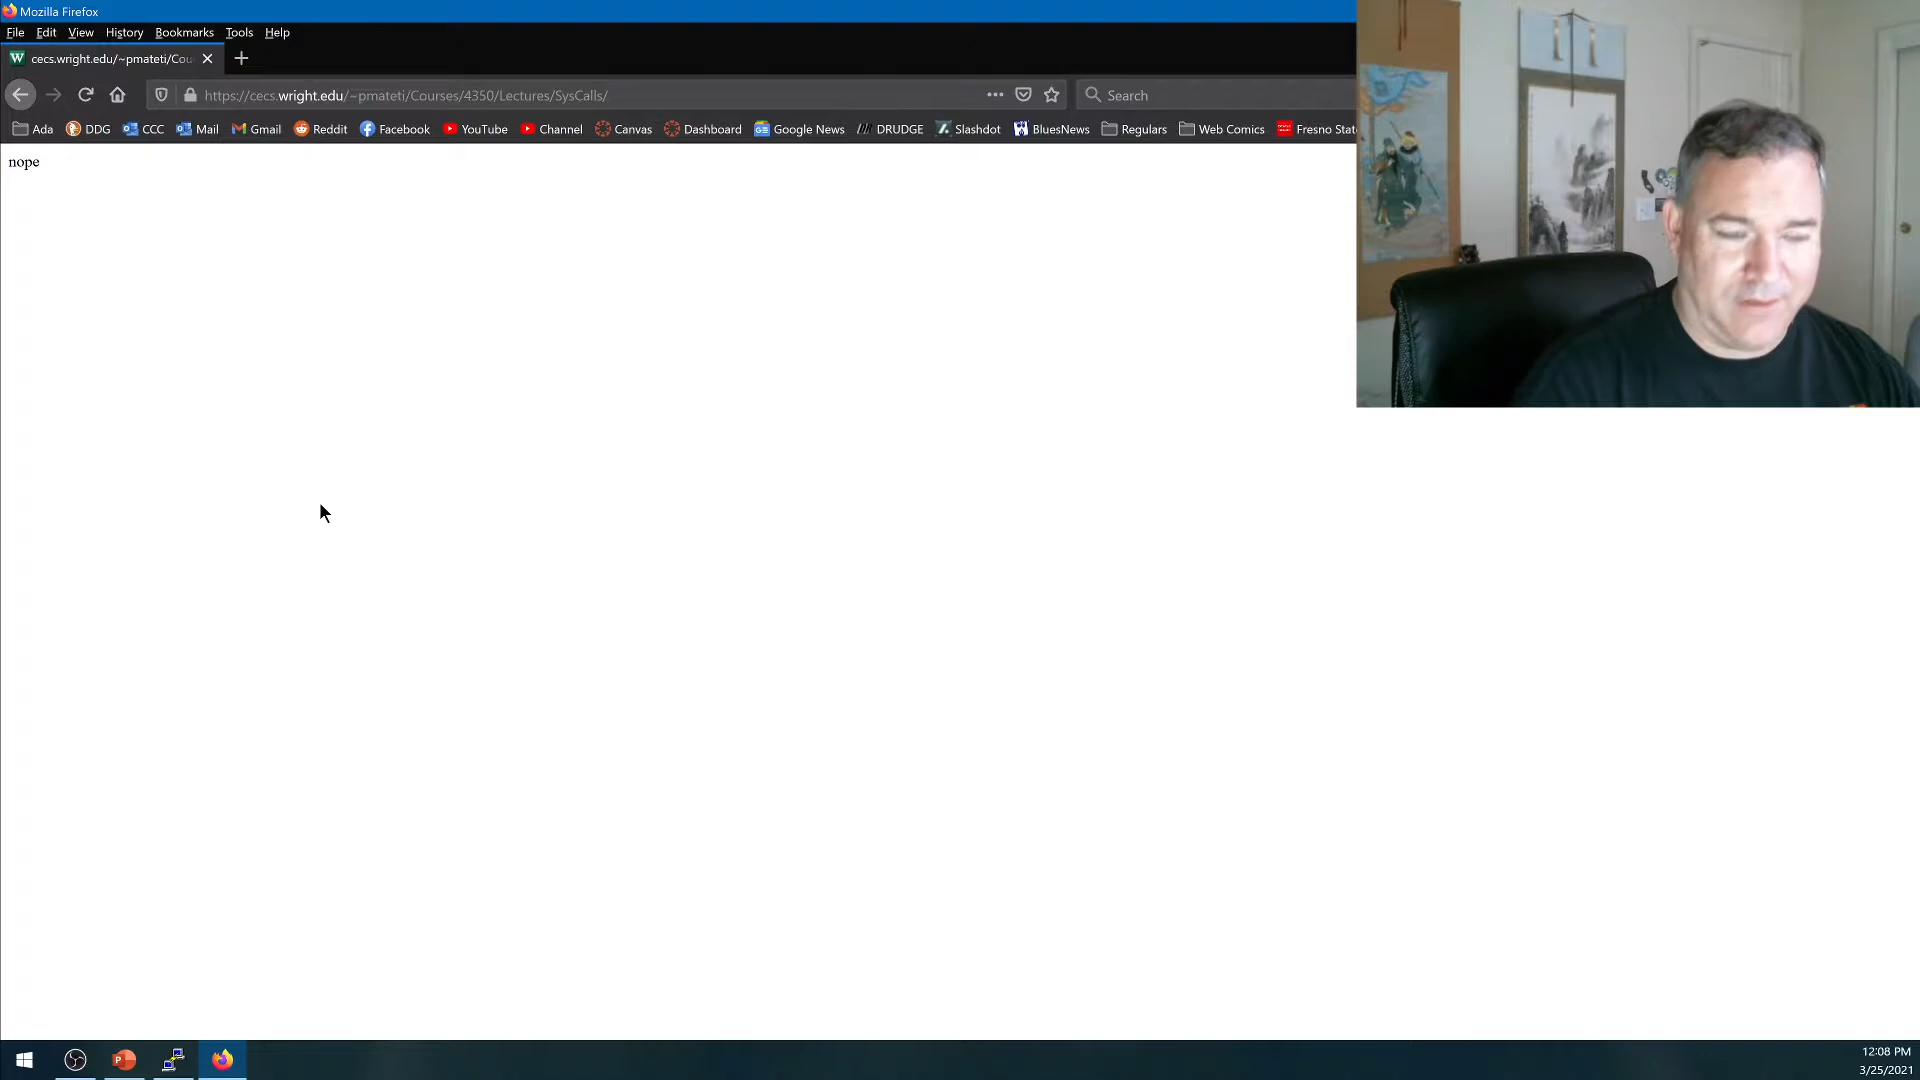 Mozilla Firefox
File Edit View History Bookmarks Tools Help
cecs.wright.edu/~pmateti/Cou
https://cecs.wright.edu/~pmateti/Courses/4350/Lectures/SysCalls/
Search
Ada DDG CCC Mail Gmail Reddit Facebook YouTube Channel Canvas Dashboard Google News DRUDGE Slashdot BluesNews Regulars Web Comics Fresno Stat
nope
12:08 PM
3/25/2021